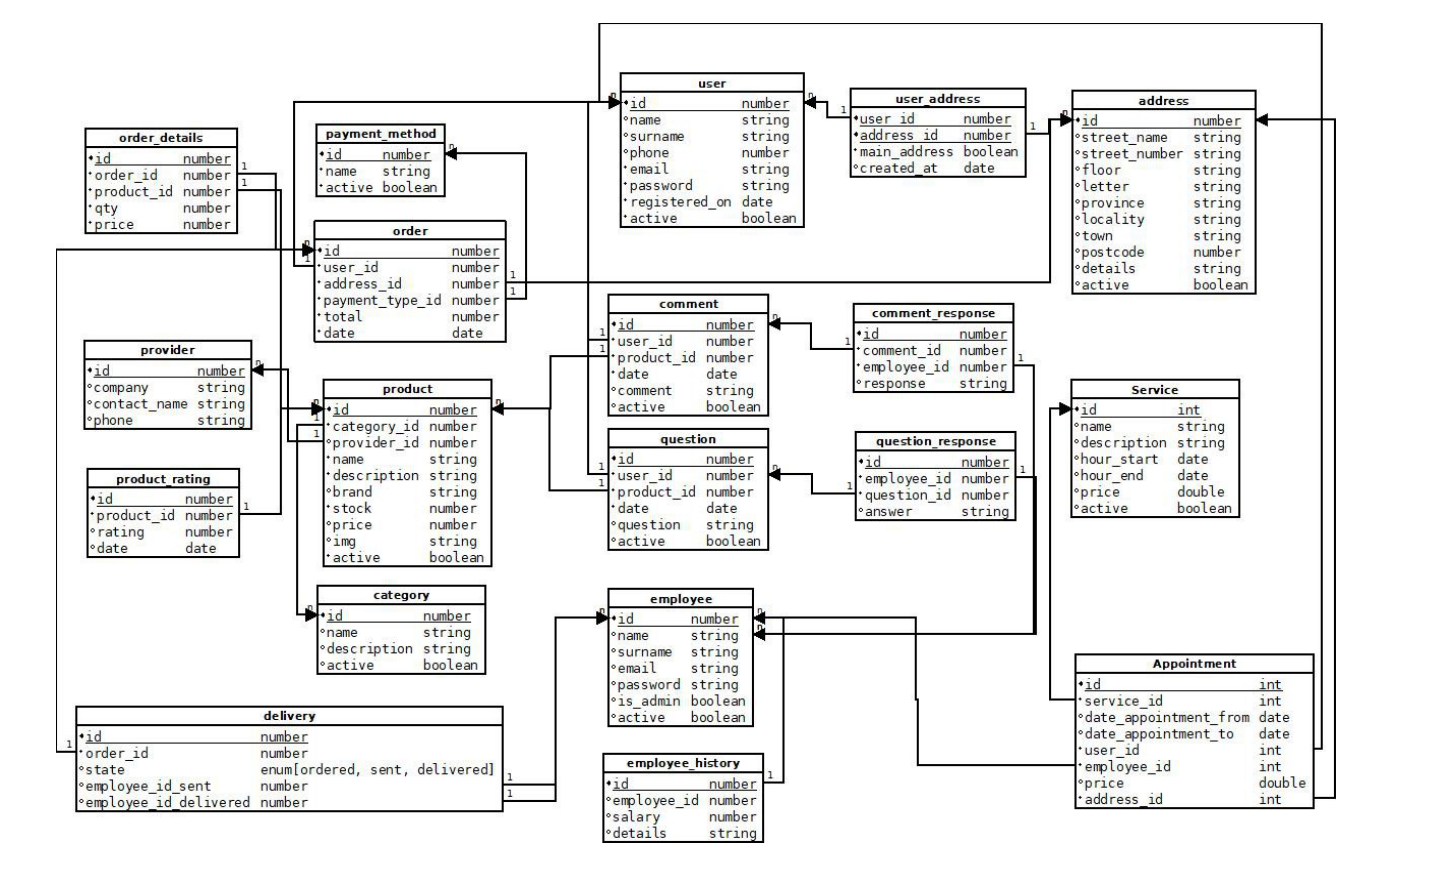 user
id number
name string
surname string
phone number
email string
password string
registered_on date
active boolean
user_address
user_id number
address_id number
main_address boolean
created_at date
address
id number
street_name string
street_number string
floor string
letter string
province string
locality string
town string
postcode number
details string
active boolean
order_details
id number
order_id number
product_id number
qty number
price number
payment_method
id number
name string
active boolean
order
id number
user_id number
address_id number
payment_type_id number
total number
date date
comment
id number
user_id number
product_id number
date date
comment string
active boolean
comment_response
id number
comment_id number
employee_id number
response string
provider
id number
company string
contact_name string
phone string
product
id number
category_id number
provider_id number
name string
description string
brand string
stock number
price number
img string
active boolean
Service
id int
name string
description string
hour_start date
hour_end date
price double
active boolean
question
id number
user_id number
product_id number
date date
question string
active boolean
question_response
id number
employee_id number
question_id number
answer string
product_rating
id number
product_id number
rating number
date date
category
id number
name string
description string
active boolean
employee
id number
name string
surname string
email string
password string
is_admin boolean
active boolean
Appointment
id int
service_id int
date_appointment_from date
date_appointment_to date
user_id int
employee_id int
price double
address_id int
delivery
id number
order_id number
state enum[ordered, sent, delivered]
employee_id_sent number
employee_id_delivered number
employee_history
id number
employee_id number
salary number
details string